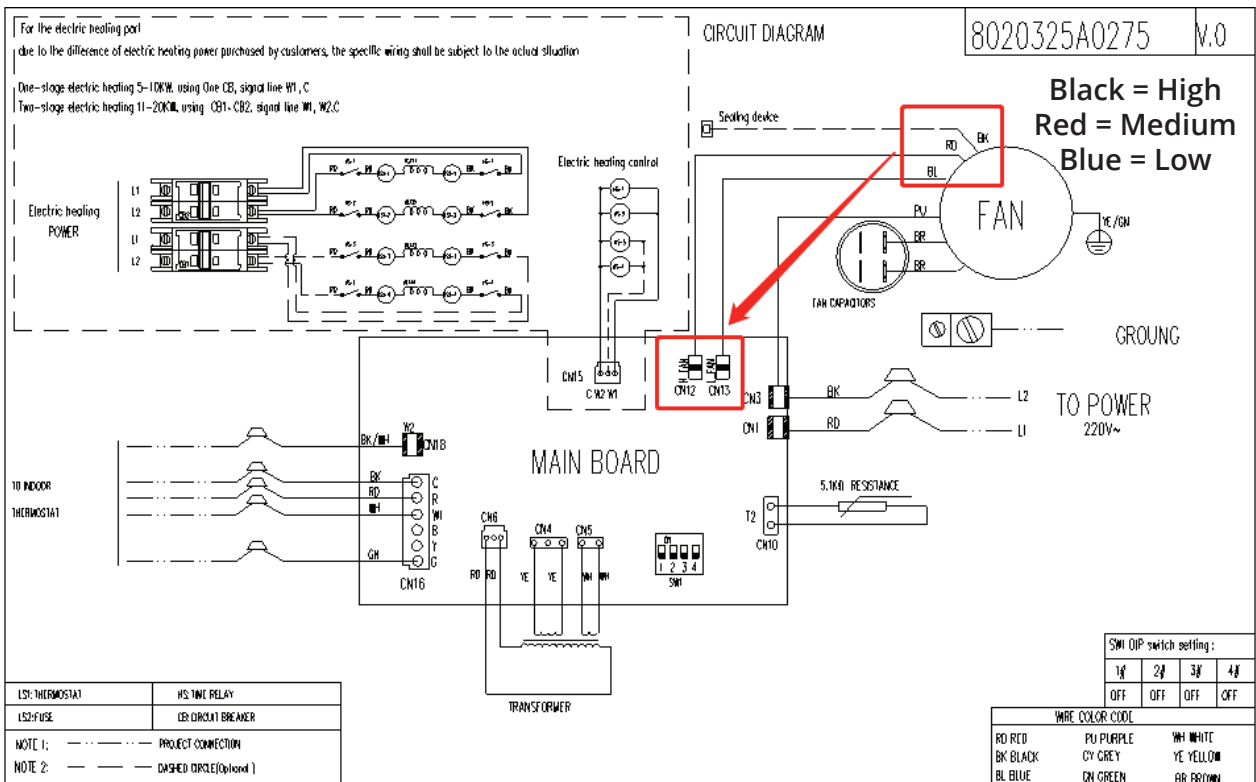 For the electric heating part
due to the difference of electric heating power purchased by customers, the specific wiring shall be subject to the actual situation
One-stage electric heating 5-10KW, using One CB, signal line W1, C
Two-stage electric heating 11-20KW, using CB1- CB2, signal line W1, W2,C
CIRCUIT DIAGRAM
8020325A0275
V.0
Black = High
Red = Medium
Blue = Low
Sealing device
BK
RD
BL
PU
BR
BR
FAN
YE/GN
FAN CAPACITORS
Electric heating control
Electric heating
POWER
L1
L2
L1
L2
GROUNG
CN15
C W2 W1
H_FAN
L_FAN
CN12
CN13
CN3
BK
L2
CN1
RD
L1
TO POWER
220V~
MAIN BOARD
W2
BK/WH
CN18
TO INDOOR
THERMOSTAT
BK
RD
WH
GN
C
R
W1
B
Y
G
CN16
CN6
CN4
CN5
RD
RD
YE
YE
WH
WH
ON
1 2 3 4
SW1
5.1KΩ RESISTANCE
T2
CN10
TRANSFORMER
SW1 DIP switch setting:
1# 2# 3# 4#
OFF OFF OFF OFF
LS1: THERMOSTAT
HS: TIME RELAY
LS2:FUSE
CB: CIRCUIT BREAKER
NOTE 1:
PROJECT CONNECTION
NOTE 2:
DASHED CIRCLE(Optional )
WIRE COLOR CODE
RD RED PU PURPLE WH WHITE
BK BLACK GY GREY YE YELLOW
BL BLUE GN GREEN BR BROWN